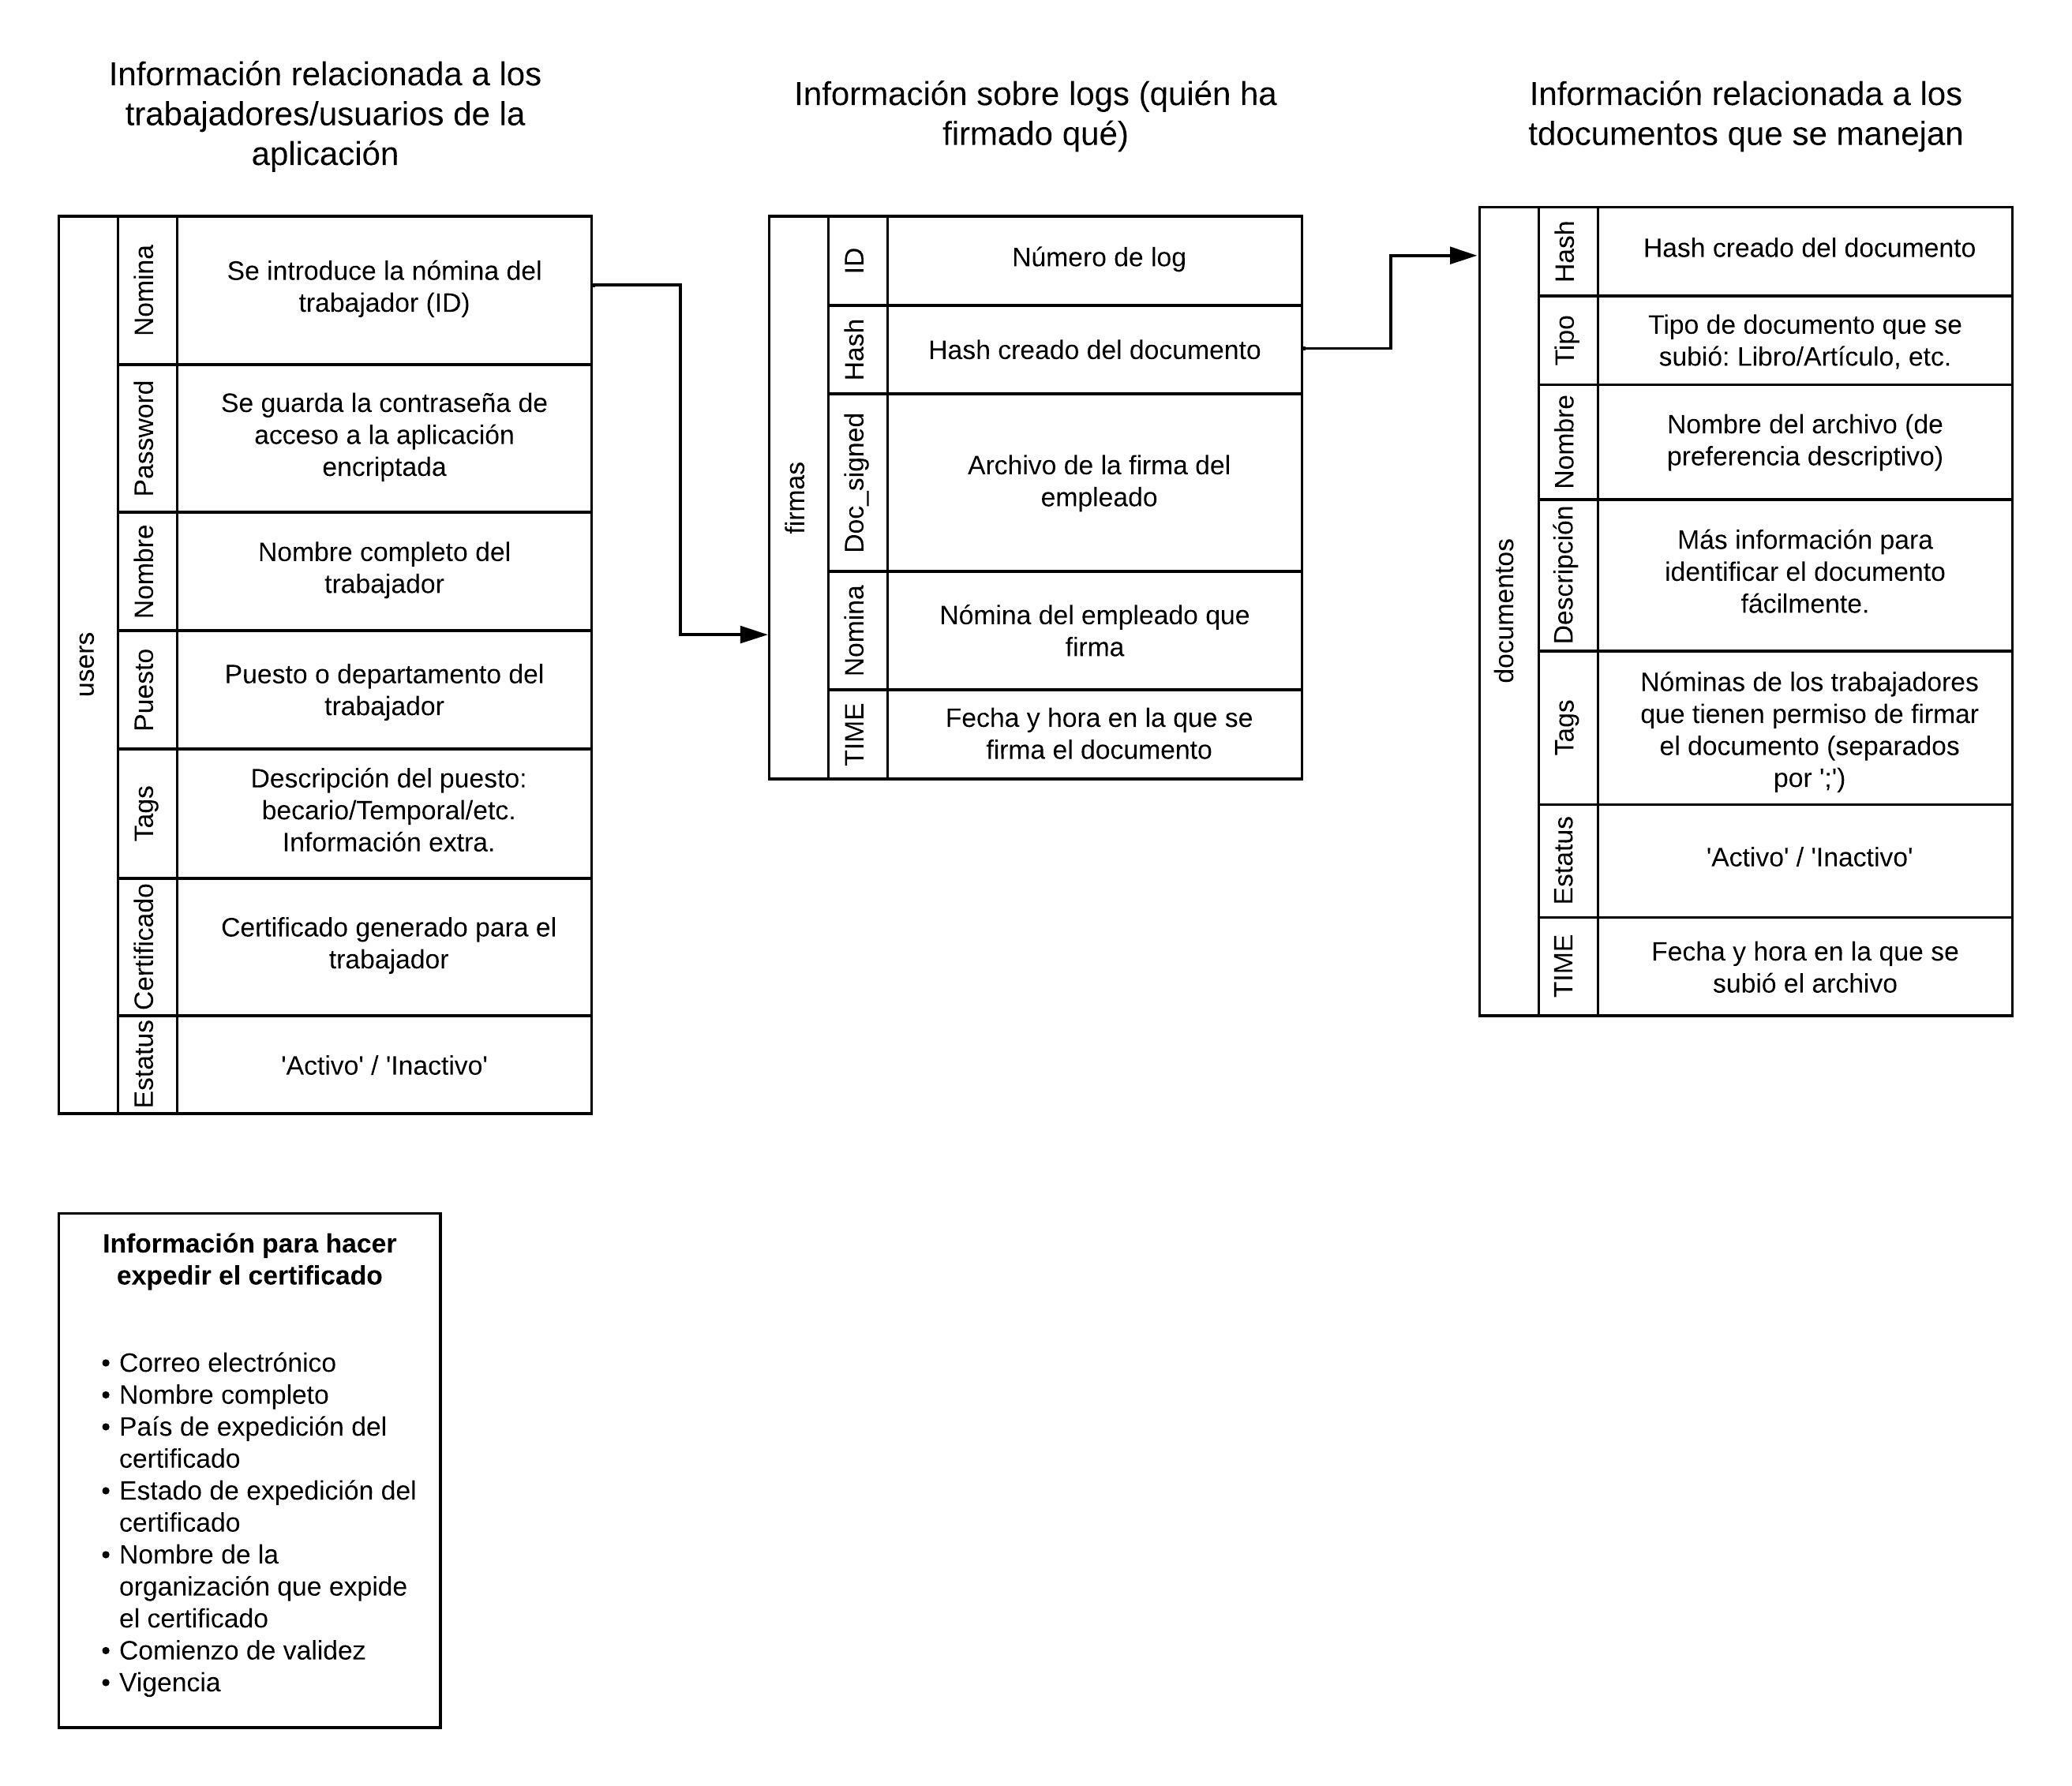 Información relacionada a los
trabajadores/usuarios de la
aplicación
users
Nomina
Se introduce la nómina del
trabajador (ID)
Password
Se guarda la contraseña de
acceso a la aplicación
encriptada
Nombre
Nombre completo del
trabajador
Puesto
Puesto o departamento del
trabajador
Tags
Descripción del puesto:
becario/Temporal/etc.
Información extra.
Certificado
Certificado generado para el
trabajador
Estatus
'Activo' / 'Inactivo'
Información sobre logs (quién ha
firmado qué)
firmas
ID
Número de log
Hash
Hash creado del documento
Doc_signed
Archivo de la firma del
empleado
Nomina
Nómina del empleado que
firma
TIME
Fecha y hora en la que se
firma el documento
Información relacionada a los
tdocumentos que se manejan
documentos
Hash
Hash creado del documento
Tipo
Tipo de documento que se
subió: Libro/Artículo, etc.
Nombre
Nombre del archivo (de
preferencia descriptivo)
Descripción
Más información para
identificar el documento
fácilmente.
Tags
Nóminas de los trabajadores
que tienen permiso de firmar
el documento (separados
por ';')
Estatus
'Activo' / 'Inactivo'
TIME
Fecha y hora en la que se
subió el archivo
Información para hacer
expedir el certificado
• Correo electrónico
• Nombre completo
• País de expedición del
certificado
• Estado de expedición del
certificado
• Nombre de la
organización que expide
el certificado
• Comienzo de validez
• Vigencia